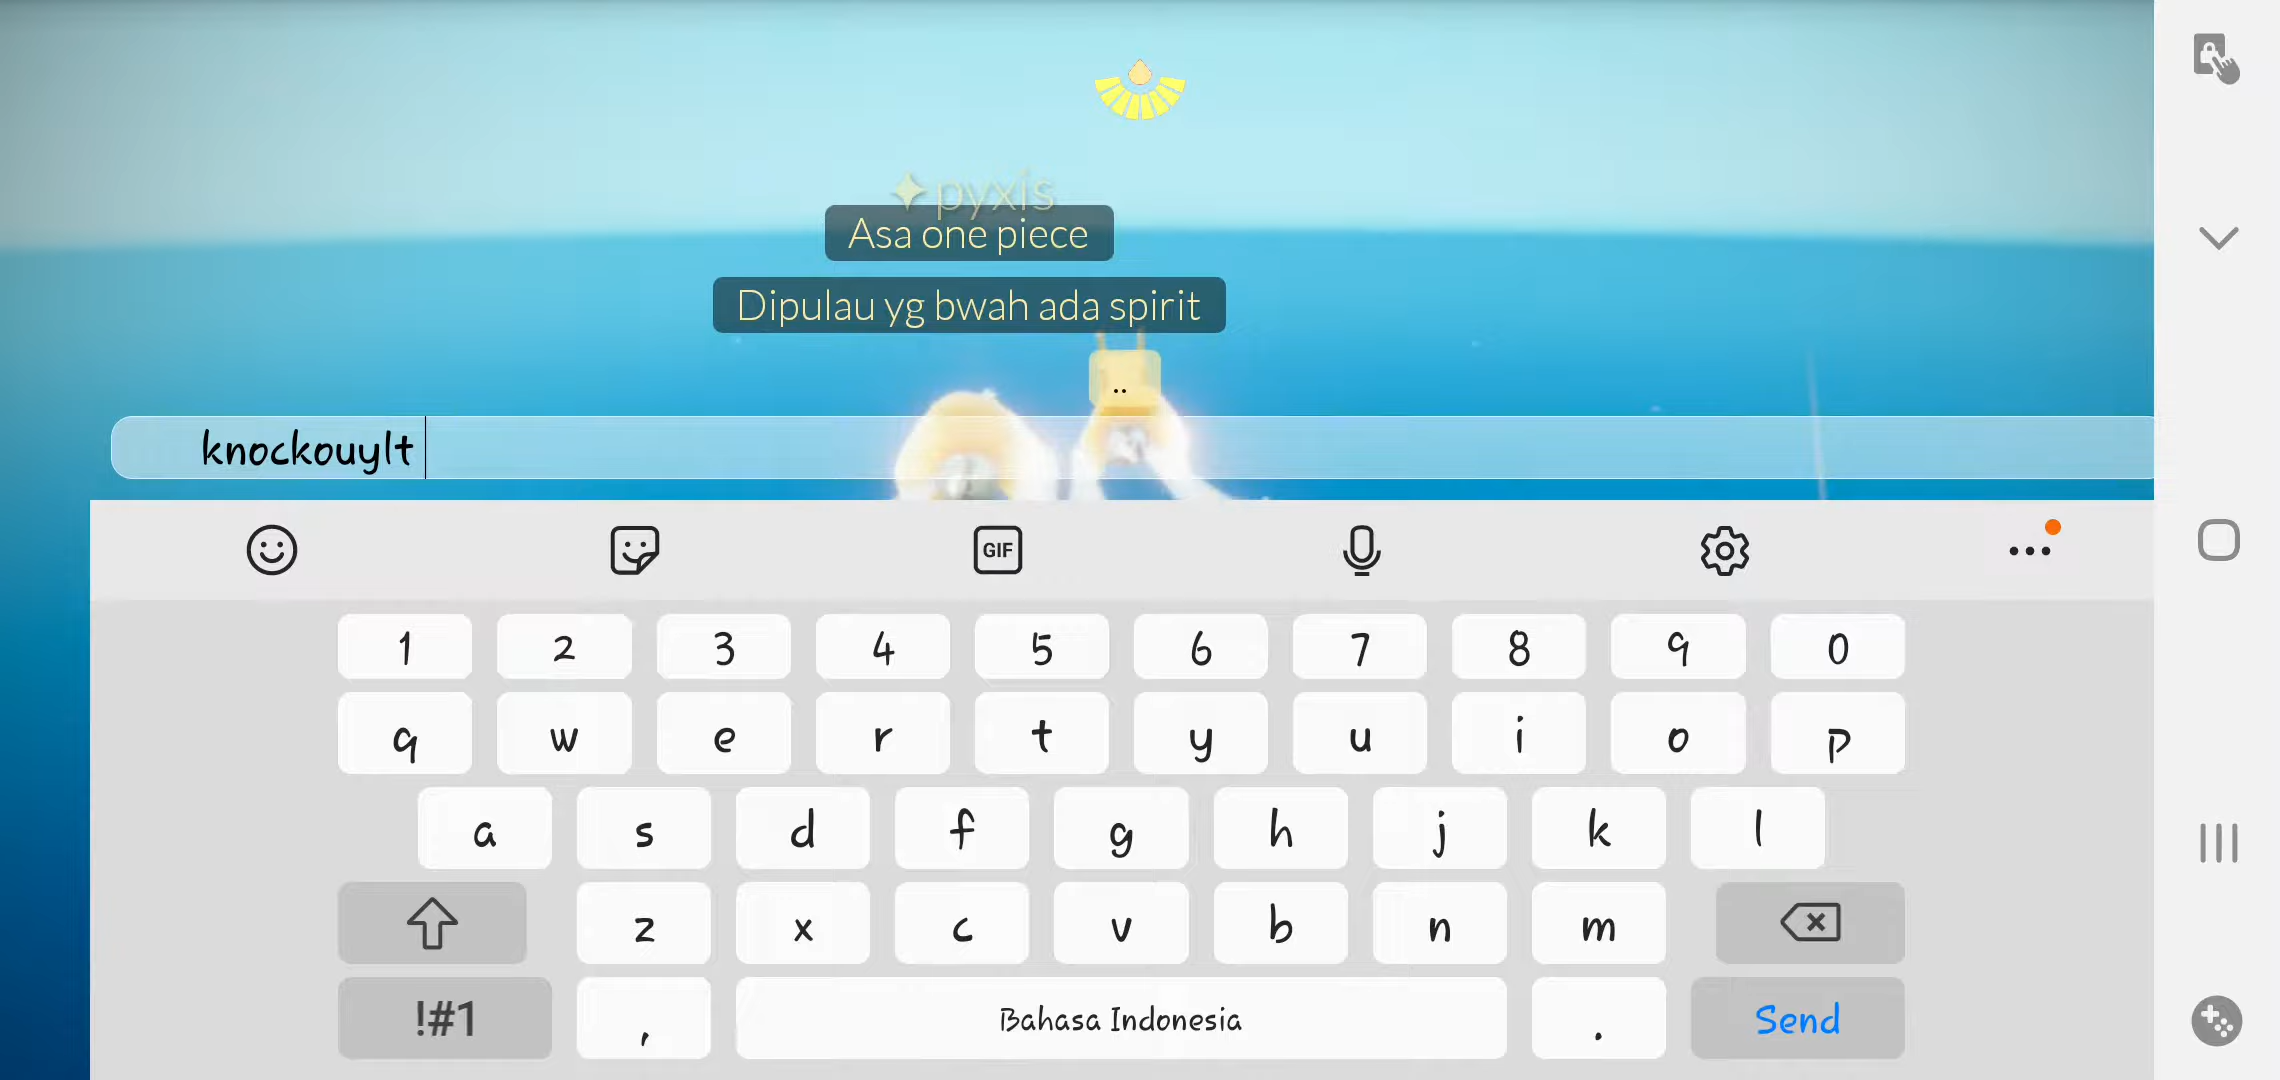 pyxis
Asa one piece
Dipulau yg bwah ada spirit
knockouylt
GIF
1 2 3 4 5 6 7 8 9 0
q w e r t y u i o p
a s d f g h j k l
z x c v b n m
!#1 , Bahasa Indonesia . Send